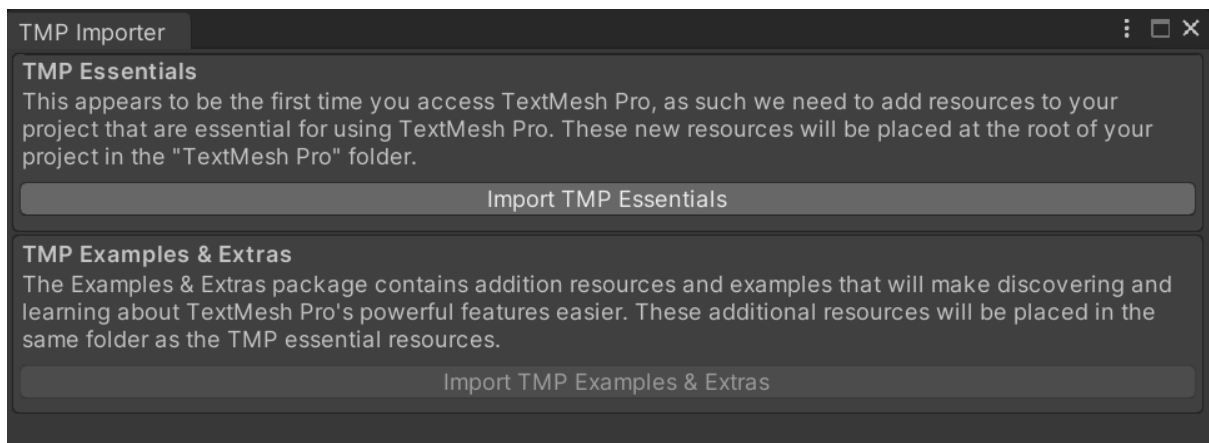 TMP Importer
TMP Essentials
This appears to be the first time you access TextMesh Pro, as such we need to add resources to your
project that are essential for using TextMesh Pro. These new resources will be placed at the root of your
project in the "TextMesh Pro" folder.
Import TMP Essentials
TMP Examples & Extras
The Examples & Extras package contains addition resources and examples that will make discovering and
learning about TextMesh Pro's powerful features easier. These additional resources will be placed in the
same folder as the TMP essential resources.
Import TMP Examples & Extras